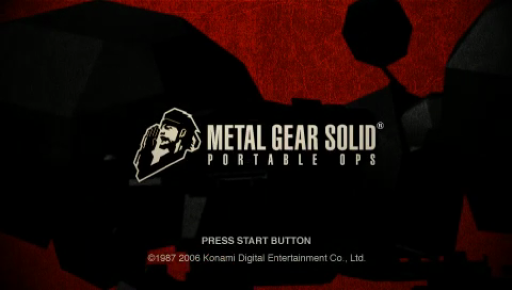 METAL GEAR SOLID®
PORTABLE OPS
PRESS START BUTTON
©1987 2006 Konami Digital Entertainment Co., Ltd.